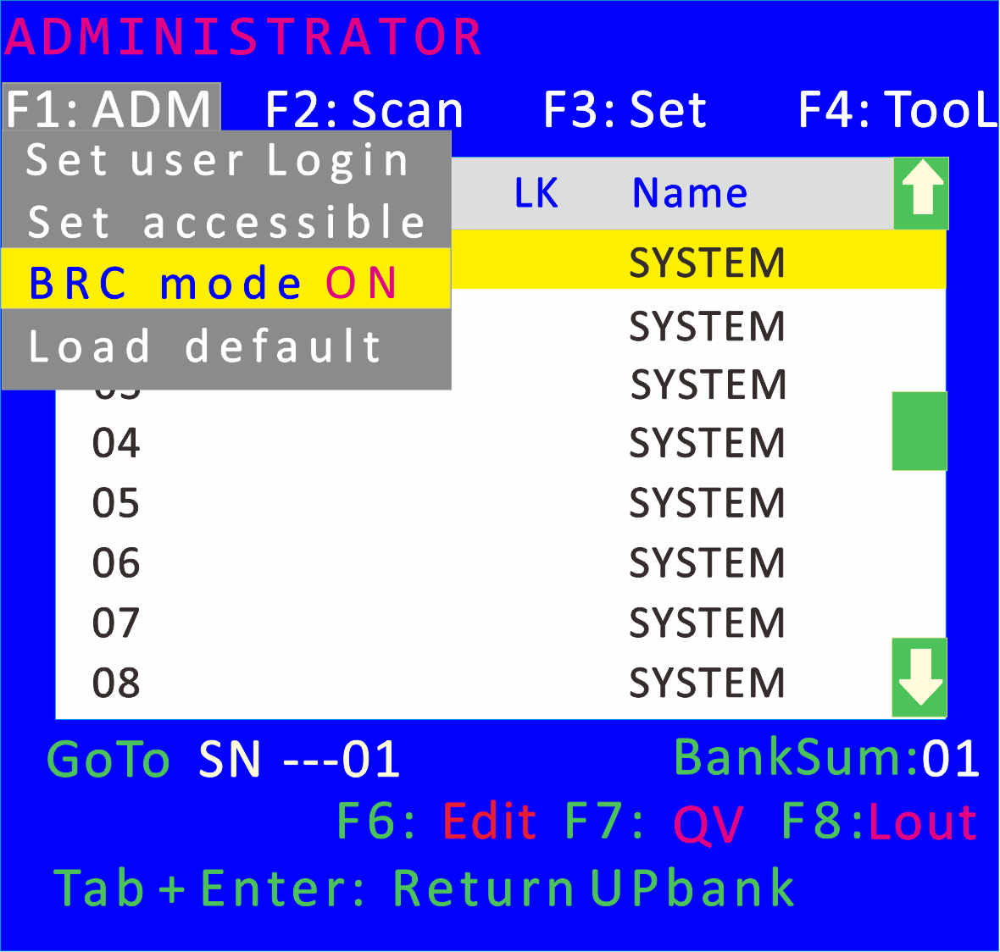 ADMINISTRATOR
F1: ADM F2: Scan F3: Set F4: TooL
Set user Login
LK Name
Set accessible
SYSTEM
BRC mode ON
SYSTEM
Load default
SYSTEM
04 SYSTEM
05 SYSTEM
06 SYSTEM
07 SYSTEM
08 SYSTEM
GoTo SN ---01 BankSum:01
F6: Edit F7: QV F8:Lout
Tab + Enter: Return UPbank